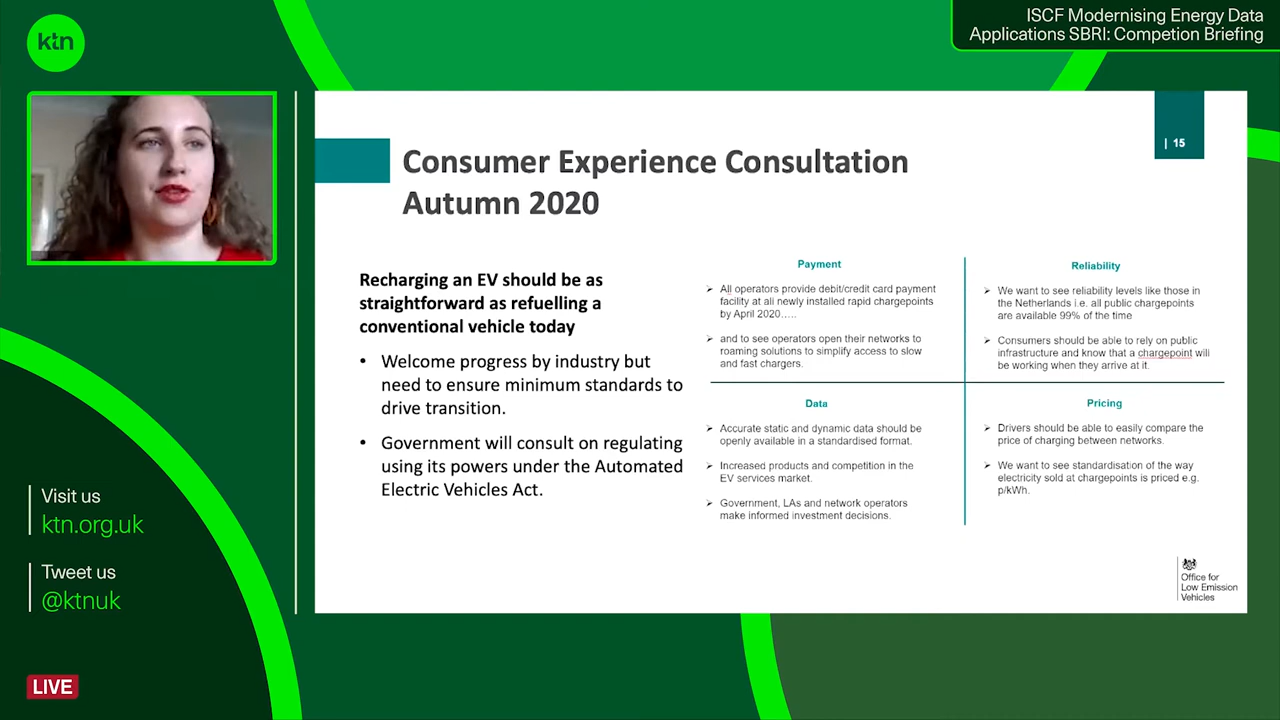 ktn
ISCF Modernising Energy Data
Applications SBRI: Competion Briefing
| 15
Consumer Experience Consultation
Autumn 2020
Recharging an EV should be as
straightforward as refuelling a
conventional vehicle today
• Welcome progress by industry but
need to ensure minimum standards to
drive transition.
• Government will consult on regulating
using its powers under the Automated
Electric Vehicles Act.
Payment
➢ All operators provide debit/credit card payment
facility at all newly installed rapid chargepoints
by April 2020.....
➢ and to see operators open their networks to
roaming solutions to simplify access to slow
and fast chargers.
Reliability
➢ We want to see reliability levels like those in
the Netherlands i.e. all public chargepoints
are available 99% of the time
➢ Consumers should be able to rely on public
infrastructure and know that a chargepoint will
be working when they arrive at it.
Data
➢ Accurate static and dynamic data should be
openly available in a standardised format.
➢ Increased products and competition in the
EV services market.
➢ Government, LAs and network operators
make informed investment decisions.
Pricing
➢ Drivers should be able to easily compare the
price of charging between networks.
➢ We want to see standardisation of the way
electricity sold at chargepoints is priced e.g.
p/kWh.
Office for
Low Emission
Vehicles
Visit us
ktn.org.uk
Tweet us
@ktnuk
LIVE